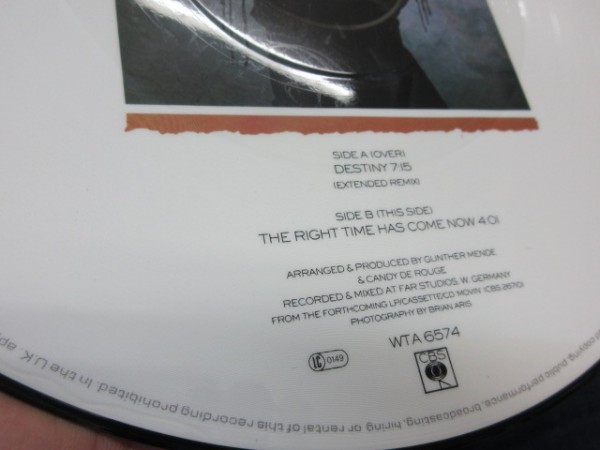 SIDE A (OVER)
DESTINY 7:15
(EXTENDED REMIX)
SIDE B (THIS SIDE)
THE RIGHT TIME HAS COME NOW 4:01
ARRANGED & PRODUCED BY GUNTHER MENDE
& CANDY DE ROUGE
RECORDED & MIXED AT FAR STUDIOS, W. GERMANY
FROM THE FORTHCOMING LP/CASSETTE/CD 'MOVIN' (CBS 26710)
PHOTOGRAPHY BY BRIAN ARIS
WTA 6574
LC 0149
CBS
copying, public performance, broadcasting, hiring or rental of this recording prohibited. In the U.K.